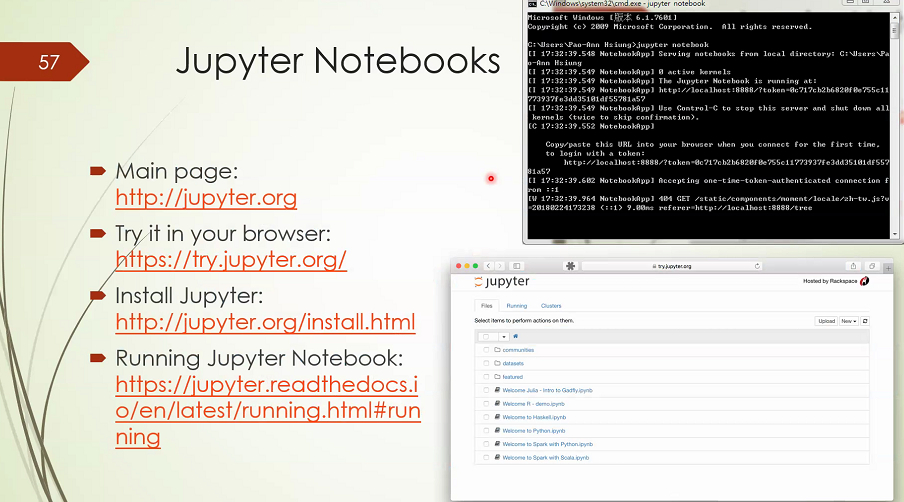 57
Jupyter Notebooks
Main page:
http://jupyter.org
Try it in your browser:
https://try.jupyter.org/
Install Jupyter:
http://jupyter.org/install.html
Running Jupyter Notebook:
https://jupyter.readthedocs.i
o/en/latest/running.html#run
ning
C:\Windows\system32\cmd.exe - jupyter notebook
Microsoft Windows [版本 6.1.7601]
Copyright (c) 2009 Microsoft Corporation. All rights reserved.
C:\Users\Pao-Ann Hsiung>jupyter notebook
[I 17:32:39.548 NotebookApp] Serving notebooks from local directory: C:\Users\Pa
o-Ann Hsiung
[I 17:32:39.549 NotebookApp] 0 active kernels
[I 17:32:39.549 NotebookApp] The Jupyter Notebook is running at:
[I 17:32:39.549 NotebookApp] http://localhost:8888/?token=0c717cb2b6820f0e755c11
773937fe3dd35101df55781a57
[I 17:32:39.549 NotebookApp] Use Control-C to stop this server and shut down all
kernels (twice to skip confirmation).
[C 17:32:39.552 NotebookApp]
Copy/paste this URL into your browser when you connect for the first time,
to login with a token:
http://localhost:8888/?token=0c717cb2b6820f0e755c11773937fe3dd35101df557
81a57
[I 17:32:39.602 NotebookApp] Accepting one-time-token-authenticated connection f
rom ::1
[W 17:32:39.964 NotebookApp] 404 GET /static/components/moment/locale/zh-tw.js?v
=20180224173238 (::1) 9.00ms referer=http://localhost:8888/tree
try.jupyter.org
jupyter
Hosted by Rackspace
Files Running Clusters
Select items to perform actions on them.
Upload New
communities
datasets
featured
Welcome Julia - Intro to Gadfly.ipynb
Welcome R - demo.ipynb
Welcome to Haskell.ipynb
Welcome to Python.ipynb
Welcome to Spark with Python.ipynb
Welcome to Spark with Scala.ipynb